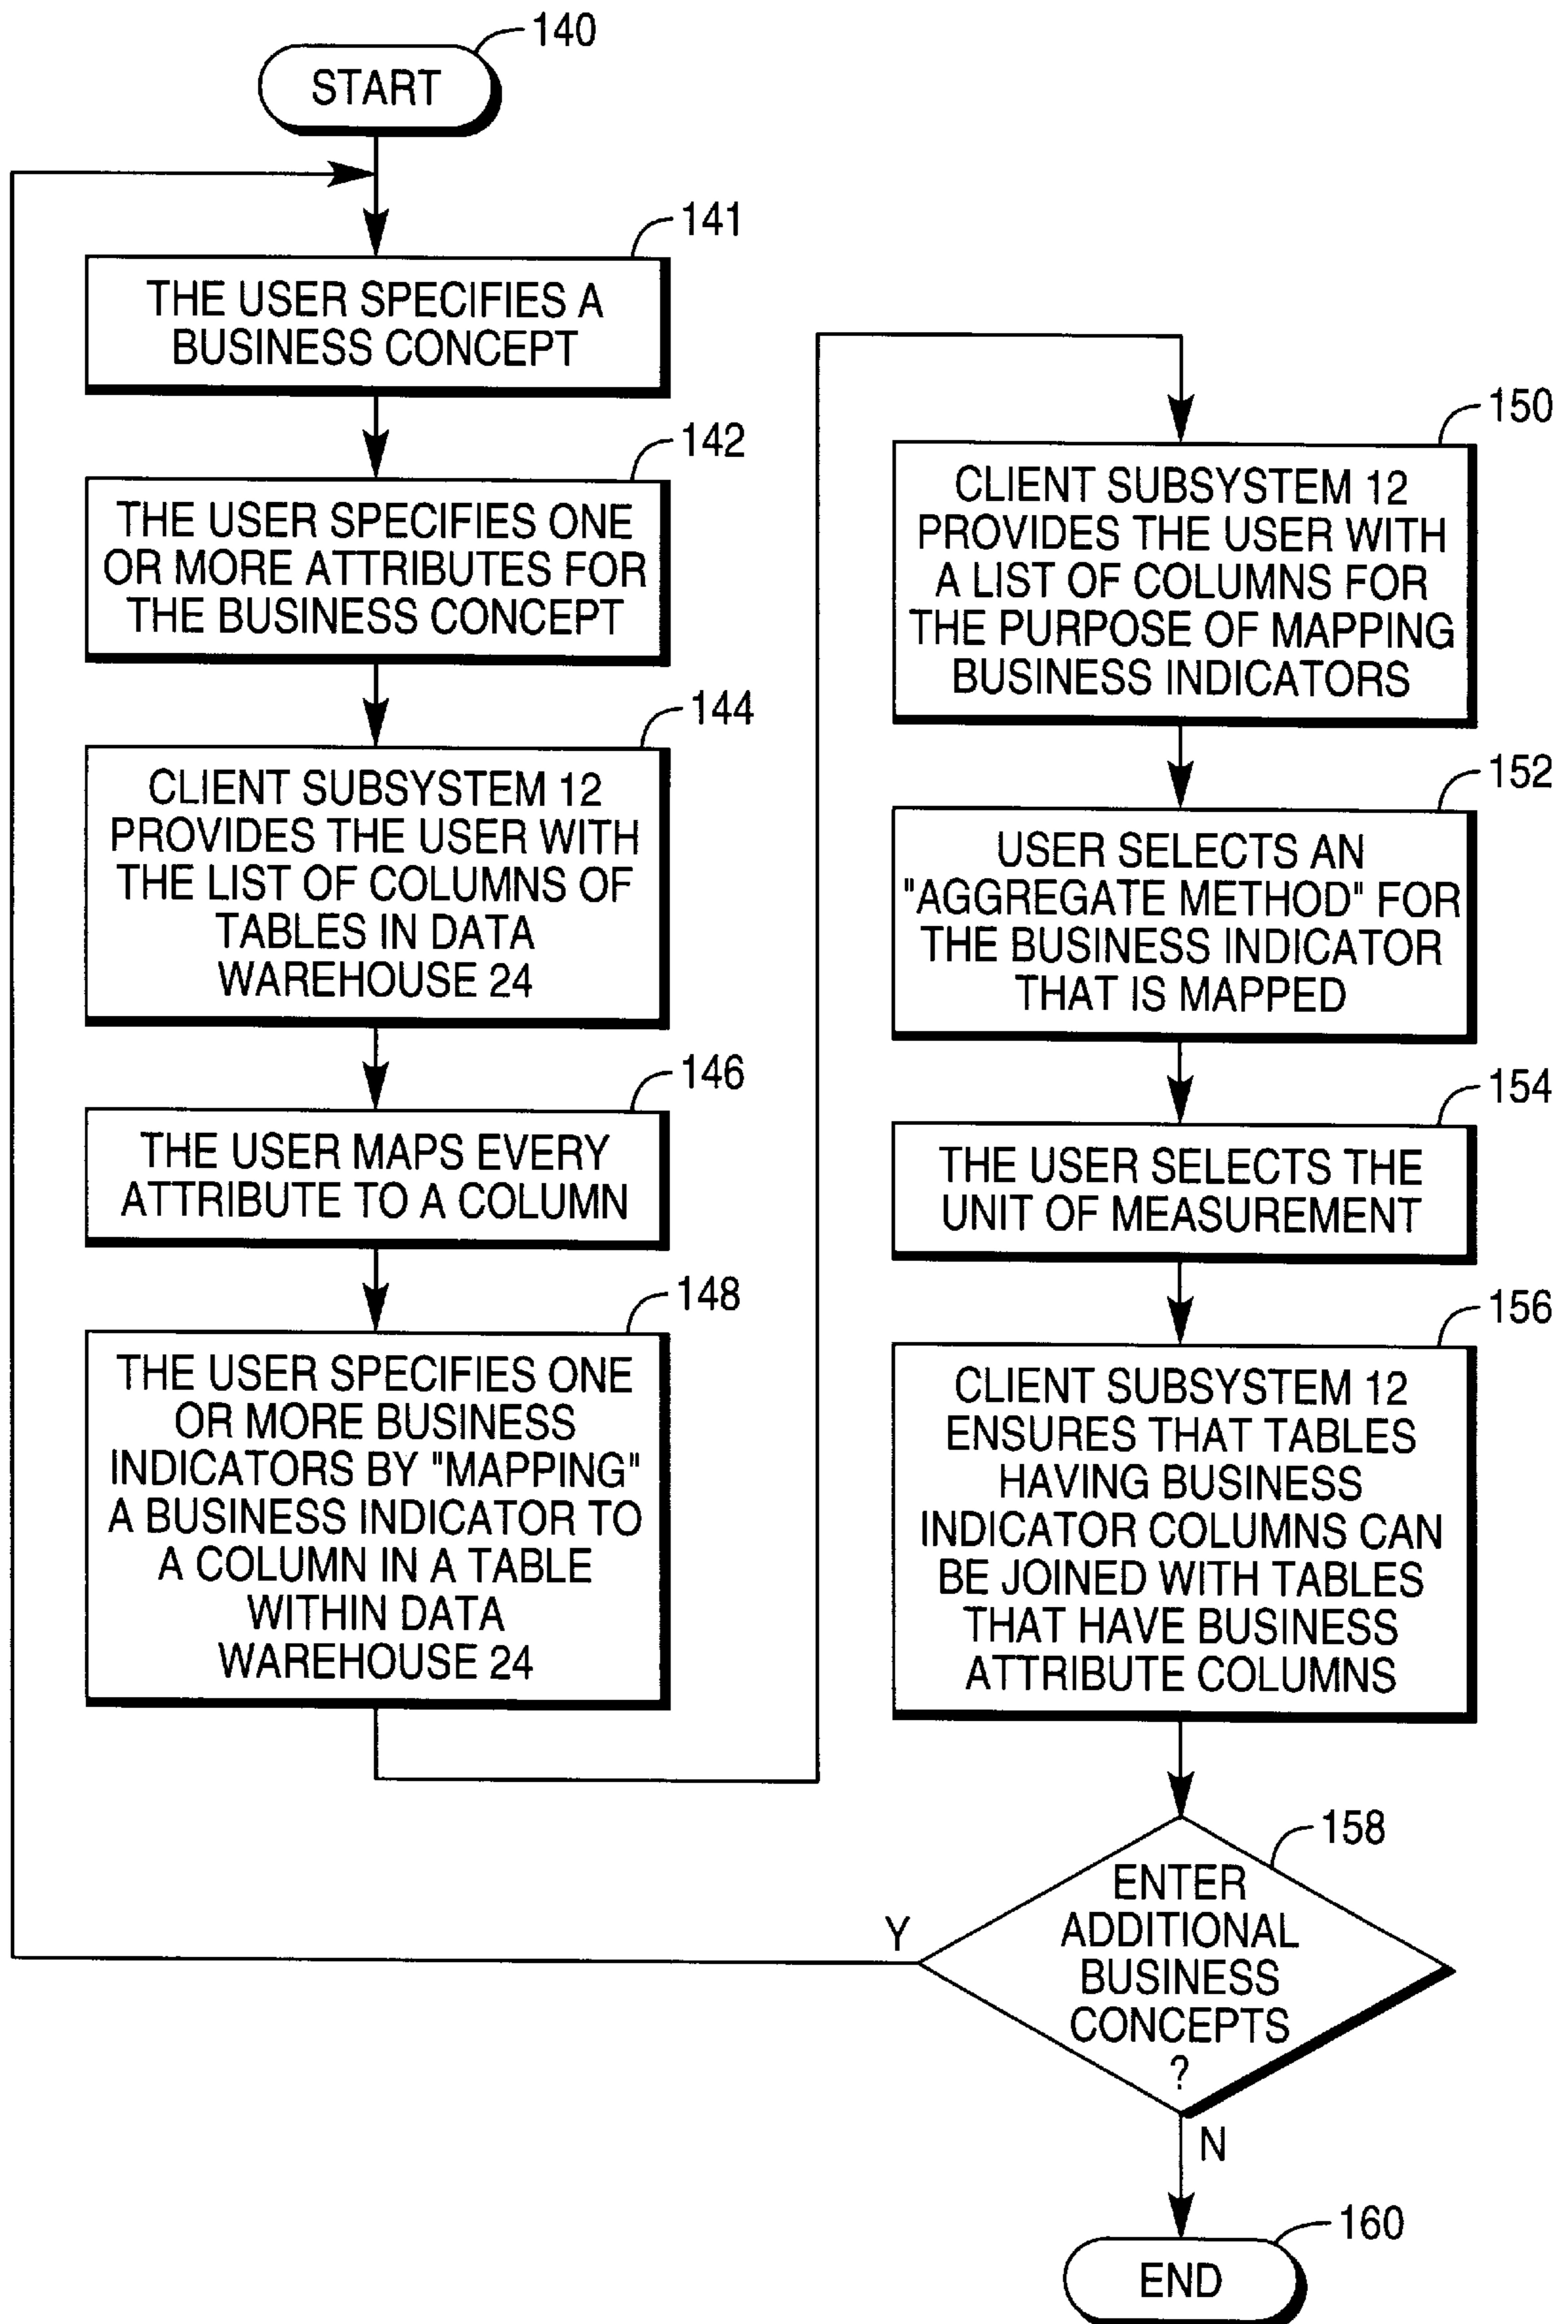 140
START
141
THE USER SPECIFIES A
BUSINESS CONCEPT
142
THE USER SPECIFIES ONE
OR MORE ATTRIBUTES FOR
THE BUSINESS CONCEPT
144
CLIENT SUBSYSTEM 12
PROVIDES THE USER WITH
THE LIST OF COLUMNS OF
TABLES IN DATA
WAREHOUSE 24
146
THE USER MAPS EVERY
ATTRIBUTE TO A COLUMN
148
THE USER SPECIFIES ONE
OR MORE BUSINESS
INDICATORS BY "MAPPING"
A BUSINESS INDICATOR TO
A COLUMN IN A TABLE
WITHIN DATA
WAREHOUSE 24
150
CLIENT SUBSYSTEM 12
PROVIDES THE USER WITH
A LIST OF COLUMNS FOR
THE PURPOSE OF MAPPING
BUSINESS INDICATORS
152
USER SELECTS AN
"AGGREGATE METHOD" FOR
THE BUSINESS INDICATOR
THAT IS MAPPED
154
THE USER SELECTS THE
UNIT OF MEASUREMENT
156
CLIENT SUBSYSTEM 12
ENSURES THAT TABLES
HAVING BUSINESS
INDICATOR COLUMNS CAN
BE JOINED WITH TABLES
THAT HAVE BUSINESS
ATTRIBUTE COLUMNS
158
ENTER
ADDITIONAL
BUSINESS
CONCEPTS
?
Y
N
160
END